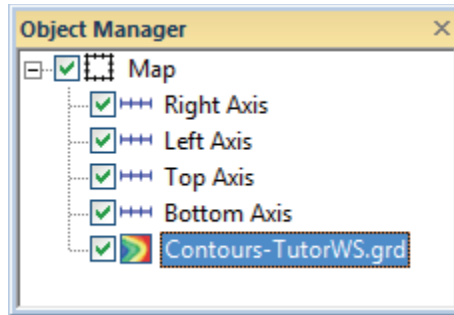 Object Manager
Map
Right Axis
Left Axis
Top Axis
Bottom Axis
Contours-TutorWS.grd